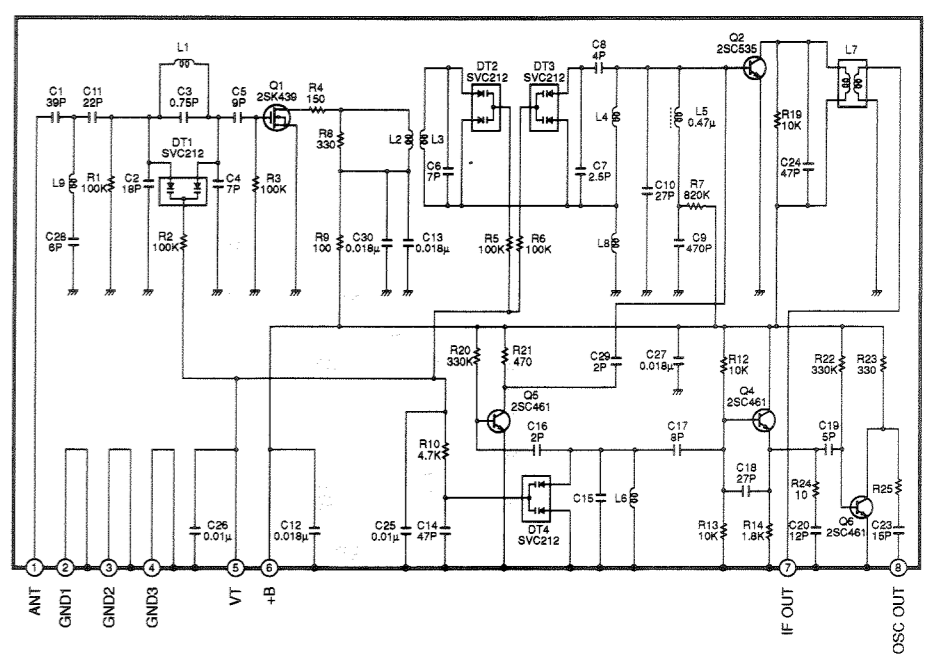 L1
C1
39P
C11
22P
C3
0.75P
C5
9P
Q1
2SK439
R4
150
DT1
SVC212
L9
R1
100K
C2
18P
C4
7P
R3
100K
R2
100K
C28
6P
R8
330
L2
L3
R9
100
C30
0.018μ
C13
0.018μ
C6
7P
DT2
SVC212
DT3
SVC212
C8
4P
R5
100K
R6
100K
C7
2.5P
L4
L8
C10
27P
L5
0.47μ
R7
820K
C9
470P
Q2
2SC535
R19
10K
C24
47P
L7
R20
330K
R21
470
C29
2P
C27
0.018μ
R12
10K
R22
330K
R23
330
Q5
2SC461
Q4
2SC461
C16
2P
C17
8P
C19
5P
R10
4.7K
C18
27P
R24
10
R25
C15
L6
DT4
SVC212
Q6
2SC461
C26
0.01μ
C12
0.018μ
C25
0.01μ
C14
47P
R13
10K
R14
1.8K
C20
12P
C23
15P
1
2
3
4
5
6
7
8
ANT
GND1
GND2
GND3
VT
+B
IF OUT
OSC OUT